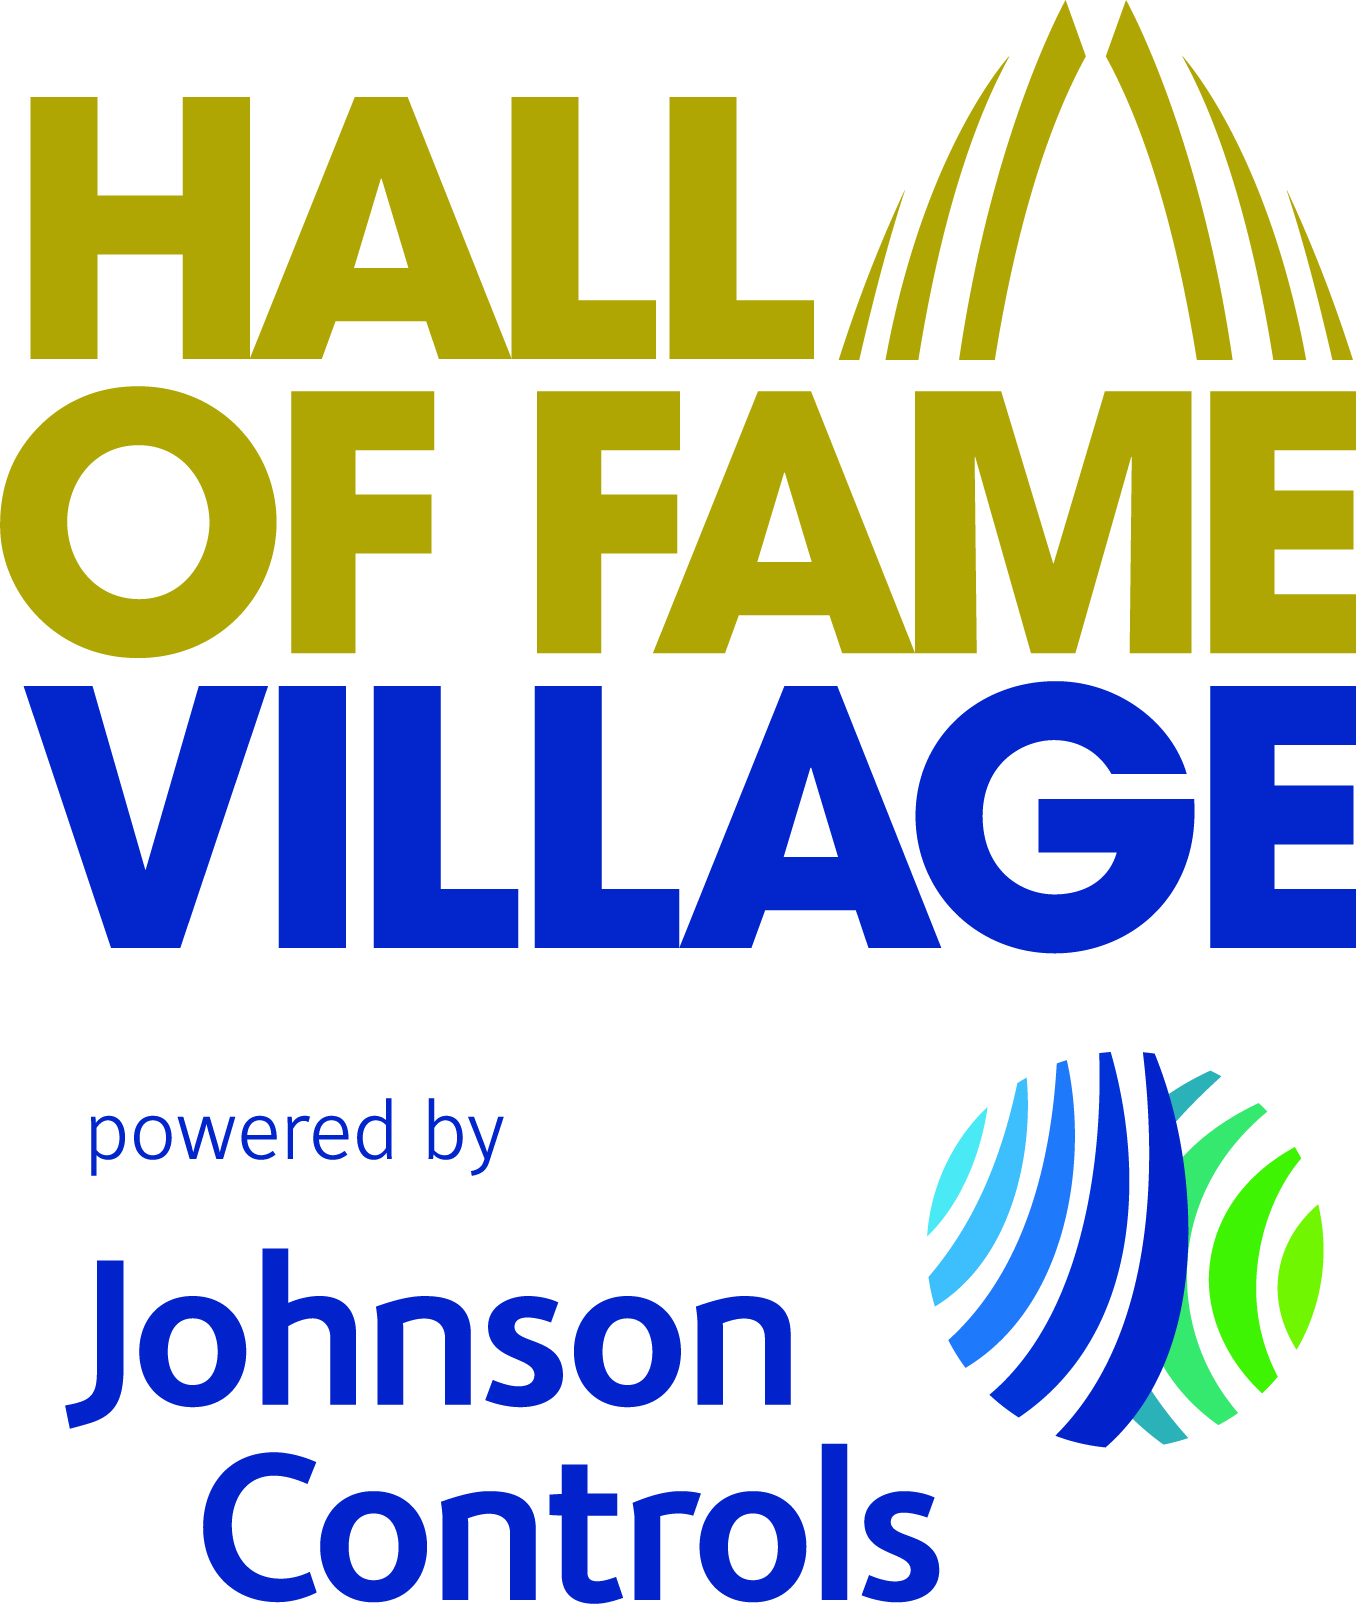 HALL
OF FAME
VILLAGE
powered by
Johnson
Controls